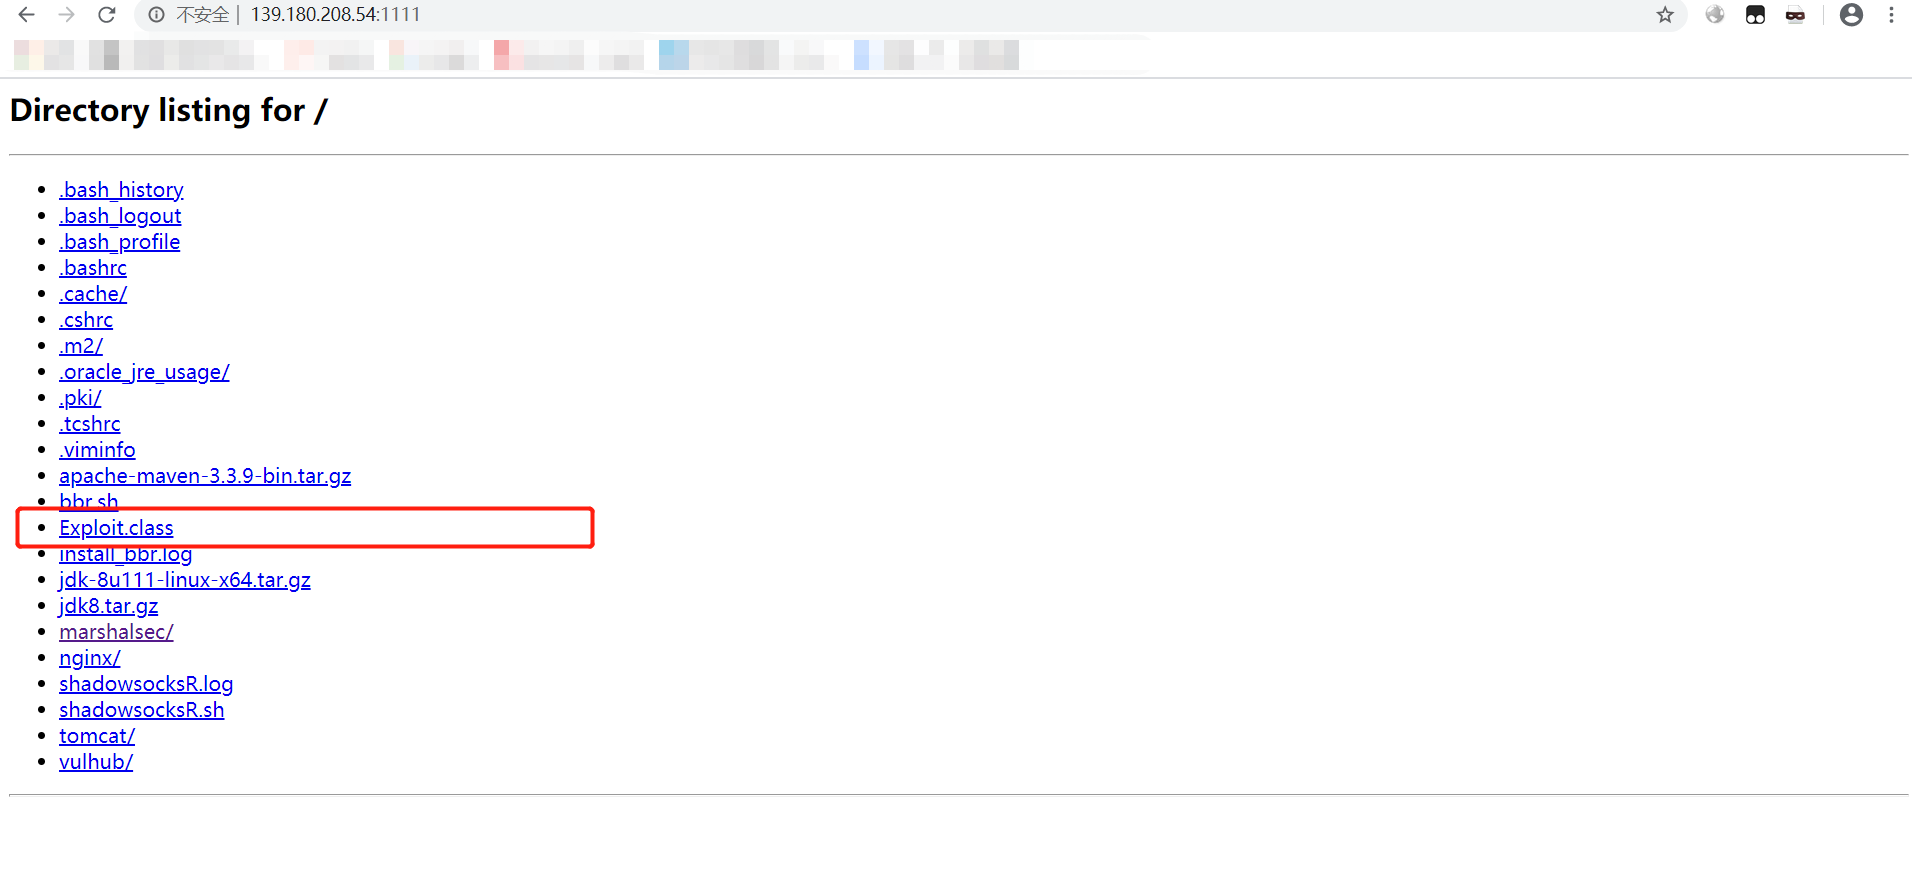 不安全 139.180.208.54:1111
Directory listing for /
.bash_history
.bash_logout
.bash_profile
.bashrc
.cache/
.cshrc
.m2/
.oracle_jre_usage/
.pki/
.tcshrc
.viminfo
apache-maven-3.3.9-bin.tar.gz
bbr.sh
Exploit.class
install_bbr.log
jdk-8u111-linux-x64.tar.gz
jdk8.tar.gz
marshalsec/
nginx/
shadowsocksR.log
shadowsocksR.sh
tomcat/
vulhub/